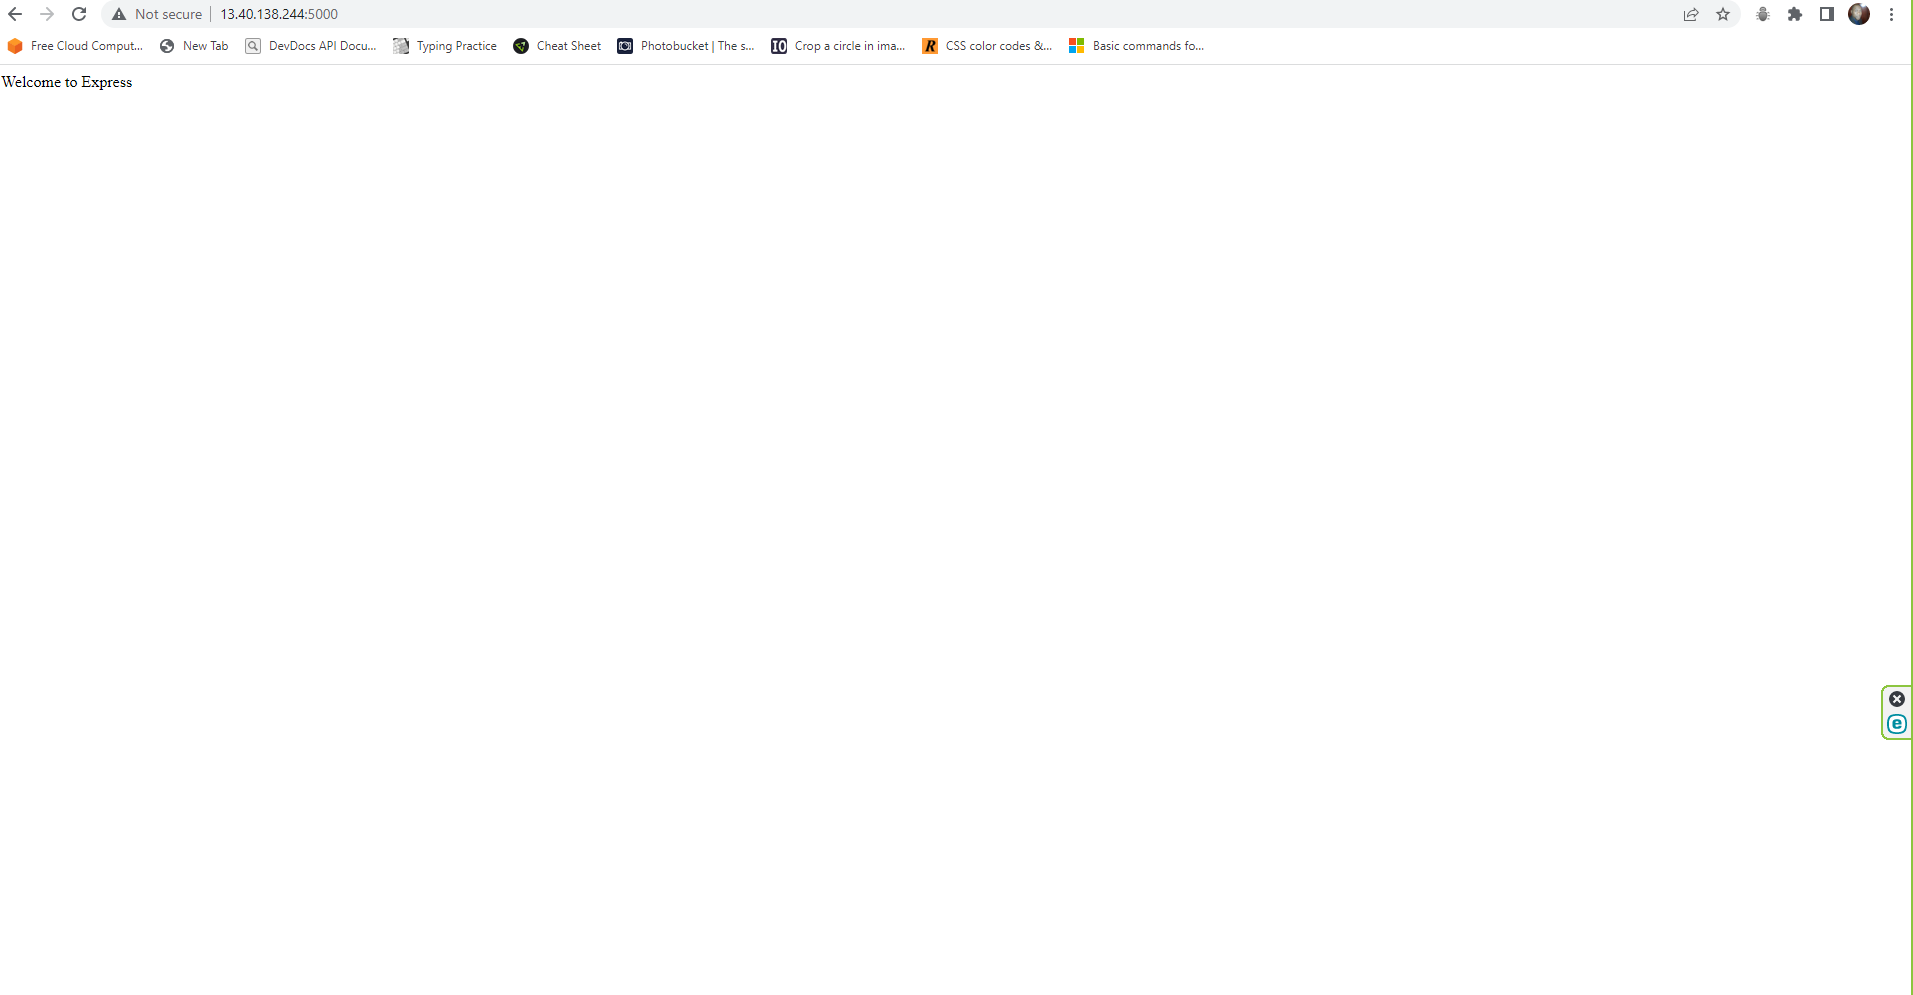 Not secure 13.40.138.244:5000
Free Cloud Comput... New Tab DevDocs API Docu... Typing Practice Cheat Sheet Photobucket | The s... IO Crop a circle in ima... R CSS color codes &... Basic commands fo...
Welcome to Express
e